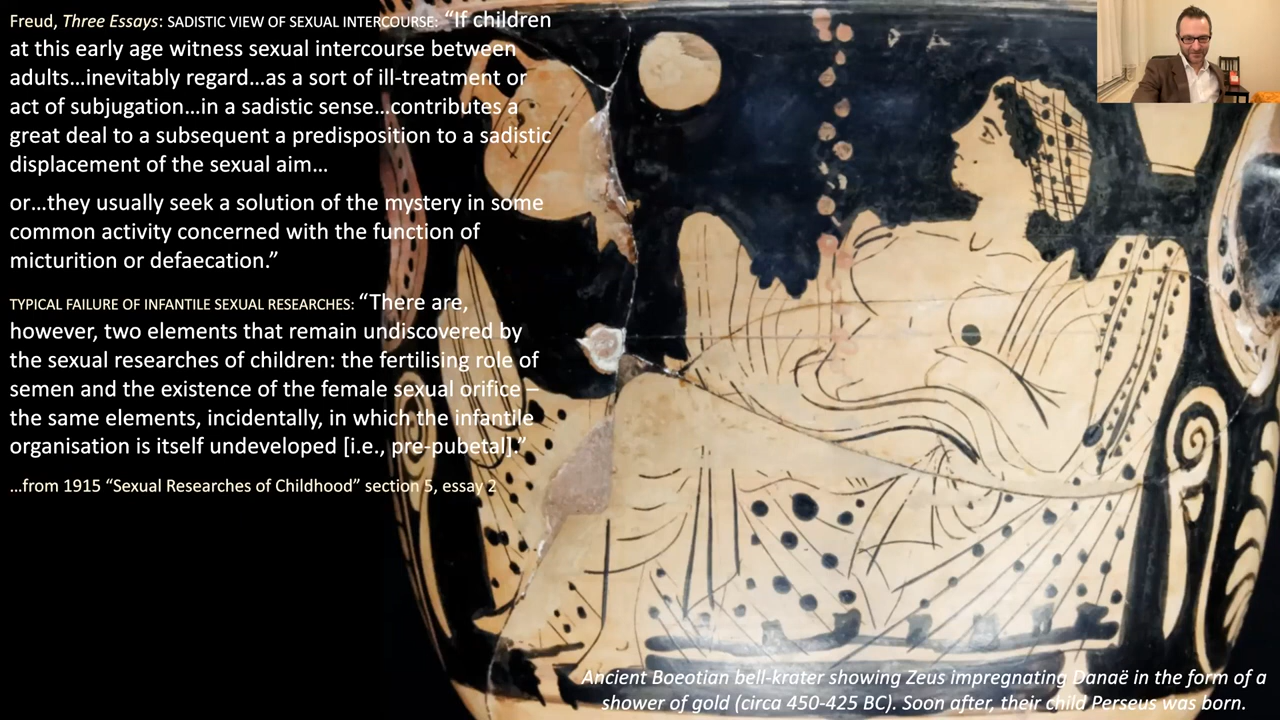 Freud, Three Essays: SADISTIC VIEW OF SEXUAL INTERCOURSE: “If children
at this early age witness sexual intercourse between
adults…inevitably regard…as a sort of ill-treatment or
act of subjugation…in a sadistic sense…contributes a
great deal to a subsequent a predisposition to a sadistic
displacement of the sexual aim…
or…they usually seek a solution of the mystery in some
common activity concerned with the function of
micturition or defaecation.”
TYPICAL FAILURE OF INFANTILE SEXUAL RESEARCHES: “There are,
however, two elements that remain undiscovered by
the sexual researches of children: the fertilising role of
semen and the existence of the female sexual orifice –
the same elements, incidentally, in which the infantile
organisation is itself undeveloped [i.e., pre-pubetal].”
…from 1915 “Sexual Researches of Childhood” section 5, essay 2
Ancient Boeotian bell-krater showing Zeus impregnating Danaë in the form of a
shower of gold (circa 450-425 BC). Soon after, their child Perseus was born.